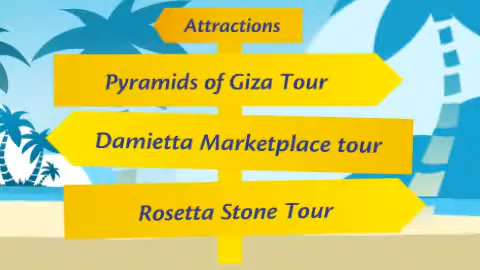 Attractions
Pyramids of Giza Tour
Damietta Marketplace tour
Rosetta Stone Tour